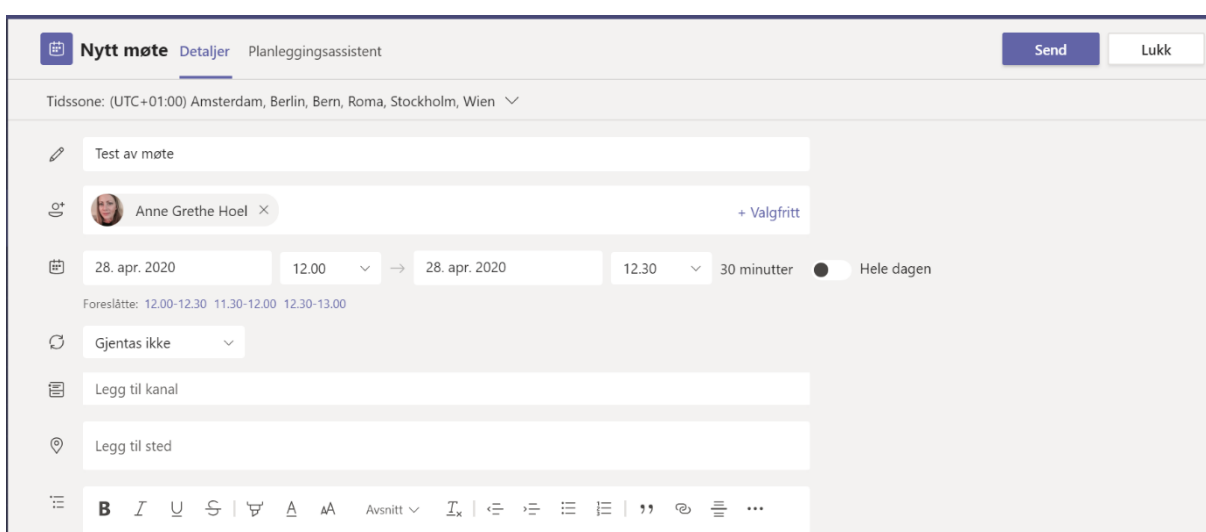 Nytt møte Detaljer Planleggingsassistent Send Lukk
Tidssone: (UTC+01:00) Amsterdam, Berlin, Bern, Roma, Stockholm, Wien
Test av møte
Anne Grethe Hoel × + Valgfritt
28. apr. 2020 12.00 → 28. apr. 2020 12.30 30 minutter Hele dagen
Foreslåtte: 12.00-12.30 11.30-12.00 12.30-13.00
Gjentas ikke
Legg til kanal
Legg til sted
B I U S A AA Avsnitt Tx